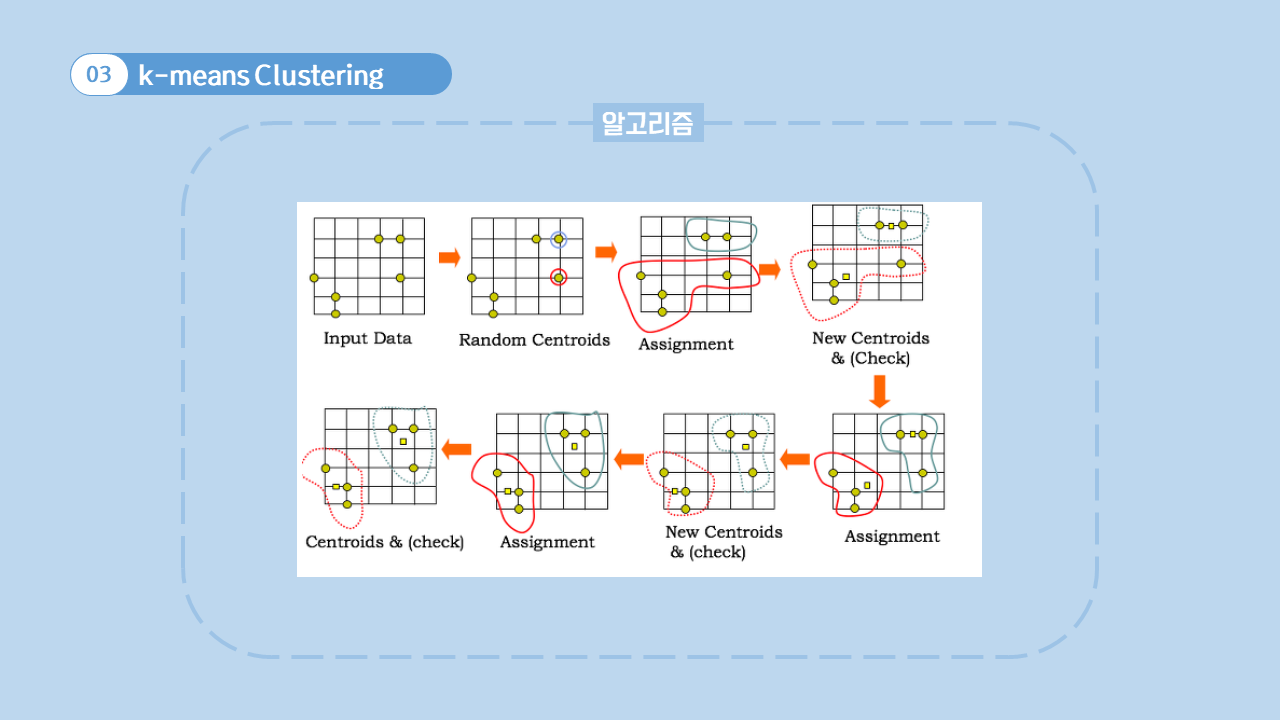 03
k-means Clustering
알고리즘
Input Data
Random Centroids
Assignment
New Centroids
& (Check)
Assignment
New Centroids
& (check)
Assignment
Centroids & (check)